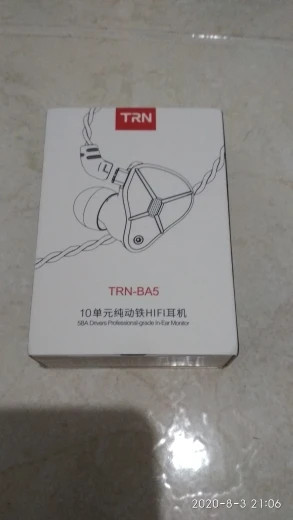 TRN
TRN-BA5
10单元纯动铁HIFI耳机
5BA Drivers Professional-grade In-Ear Monitor
2020-8-3 21:06